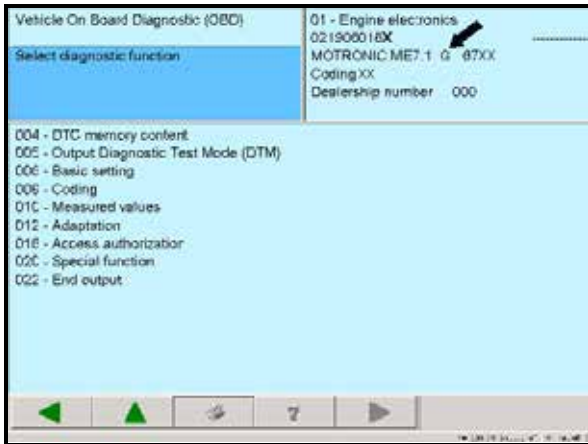 Vehicle On Board Diagnostic (OBD)
Select diagnostic function
01 - Engine electronics
021906018X
MOTRONIC ME7.1 G 67XX
Coding XX
Dealership number 000
004 - DTC memory content
005 - Output Diagnostic Test Mode (DTM)
006 - Basic setting
009 - Coding
010 - Measured values
012 - Adaptation
016 - Access authorization
020 - Special function
022 - End output
?